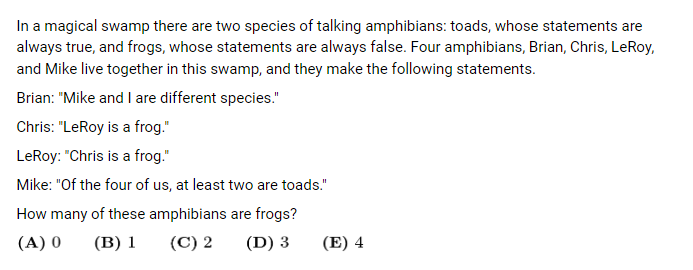 In a magical swamp there are two species of talking amphibians: toads, whose statements are
always true, and frogs, whose statements are always false. Four amphibians, Brian, Chris, LeRoy,
and Mike live together in this swamp, and they make the following statements.
Brian: "Mike and I are different species."
Chris: "LeRoy is a frog."
LeRoy: "Chris is a frog."
Mike: "Of the four of us, at least two are toads."
How many of these amphibians are frogs?
(A) 0 (B) 1 (C) 2 (D) 3 (E) 4